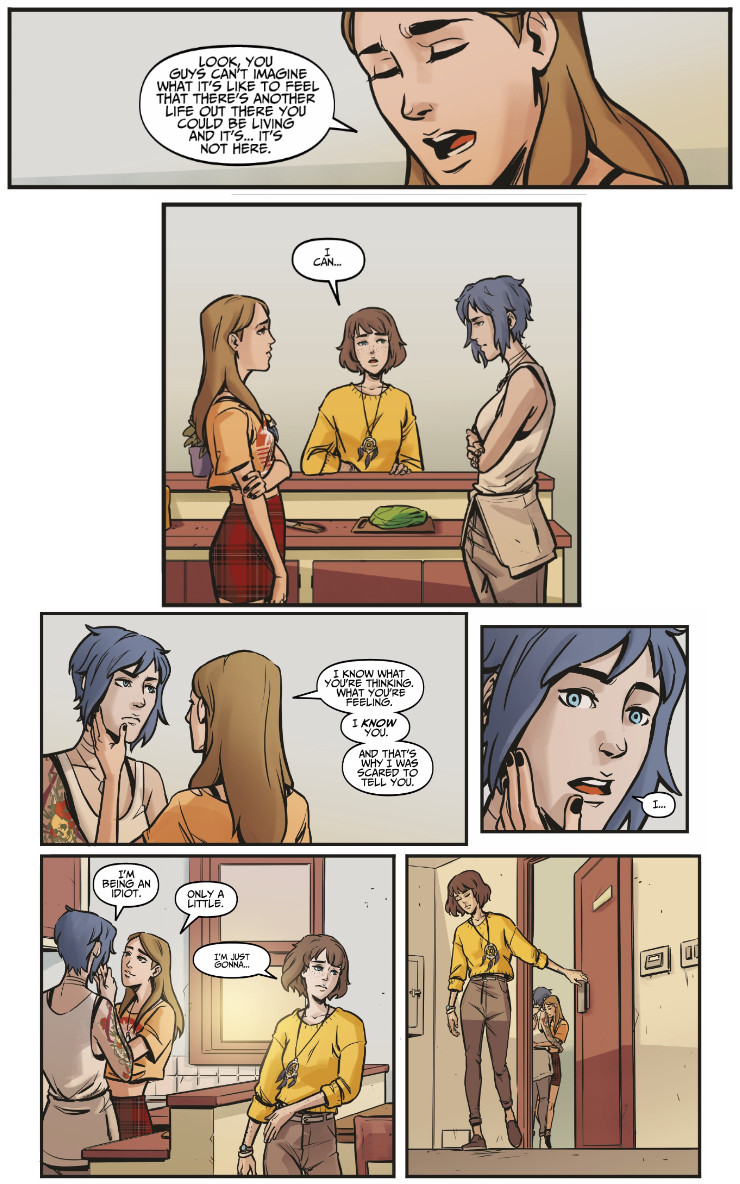 LOOK, YOU
GUYS CAN'T IMAGINE
WHAT IT'S LIKE TO FEEL
THAT THERE'S ANOTHER
LIFE OUT THERE YOU
COULD BE LIVING
AND IT'S... IT'S
NOT HERE.
I
CAN...
I KNOW WHAT
YOU'RE THINKING.
WHAT YOU'RE
FEELING.
I KNOW
YOU.
AND THAT'S
WHY I WAS
SCARED TO
TELL YOU.
I...
I'M
BEING AN
IDIOT.
ONLY A
LITTLE.
I'M JUST
GONNA...